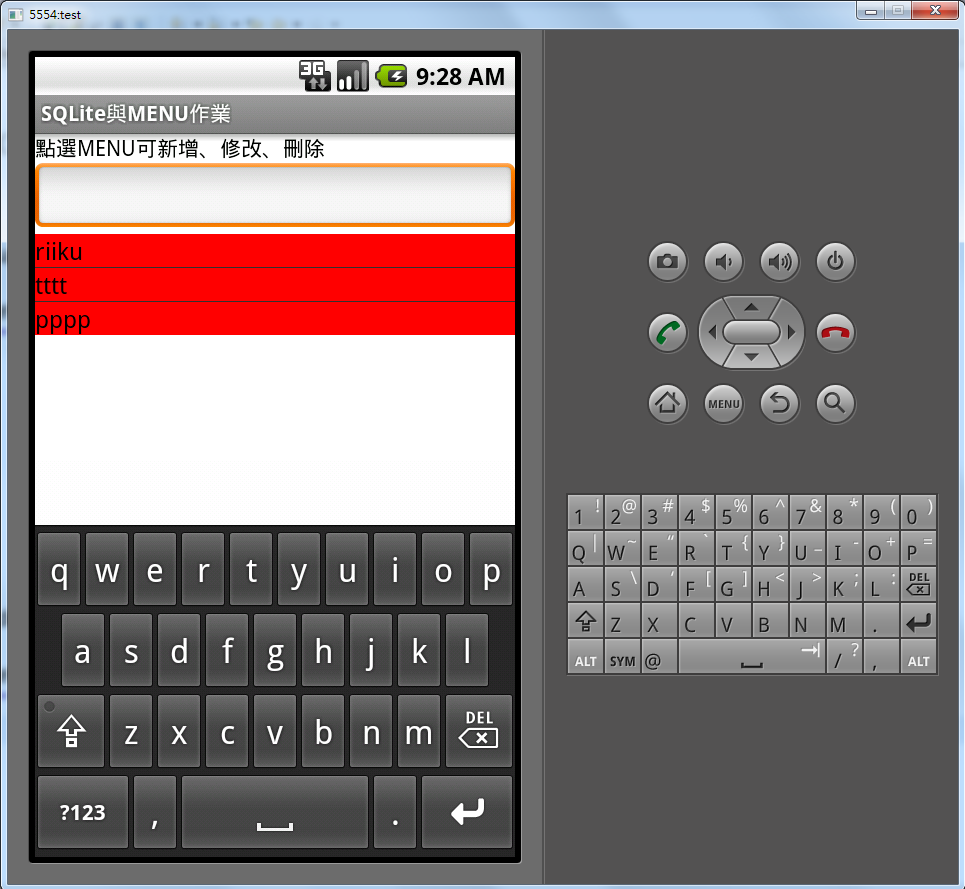 5554:test
3G 9:28 AM
SQLite與MENU作業
點選MENU可新增、修改、刪除
riiku
tttt
pppp
q w e r t y u i o p
a s d f g h j k l
z x c v b n m DEL
?123 , .
MENU
1 ! 2 @ 3 # 4 $ 5 % 6 ^ 7 & 8 * 9 ( 0 )
Q | W ~ E “ R ` T { Y } U _ I - O + P =
A S \ D ‘ F [ G ] H < J > K ; L : DEL
Z X C V B N M .
ALT SYM @ / ? , ALT